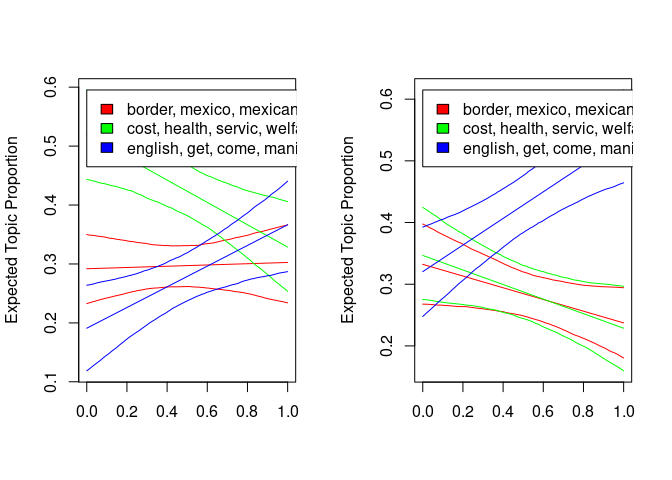 Expected Topic Proportion
0.6
0.5
0.4
0.3
0.2
0.1
border, mexico, mexican
cost, health, servic, welfa
english, get, come, mani
0.0 0.2 0.4 0.6 0.8 1.0
Expected Topic Proportion
0.6
0.5
0.4
0.3
0.2
border, mexico, mexican
cost, health, servic, welfa
english, get, come, mani
0.0 0.2 0.4 0.6 0.8 1.0